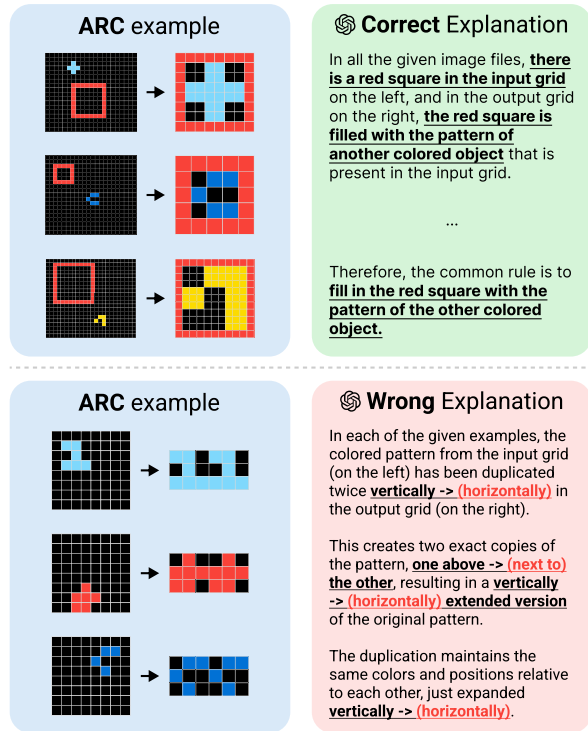 ARC example
Correct Explanation
In all the given image files, there
is a red square in the input grid
on the left, and in the output grid
on the right, the red square is
filled with the pattern of
another colored object that is
present in the input grid.
...
Therefore, the common rule is to
fill in the red square with the
pattern of the other colored
object.
ARC example
Wrong Explanation
In each of the given examples, the
colored pattern from the input grid
(on the left) has been duplicated
twice vertically -> (horizontally) in
the output grid (on the right).
This creates two exact copies of
the pattern, one above -> (next to)
the other, resulting in a vertically
-> (horizontally) extended version
of the original pattern.
The duplication maintains the
same colors and positions relative
to each other, just expanded
vertically -> (horizontally).